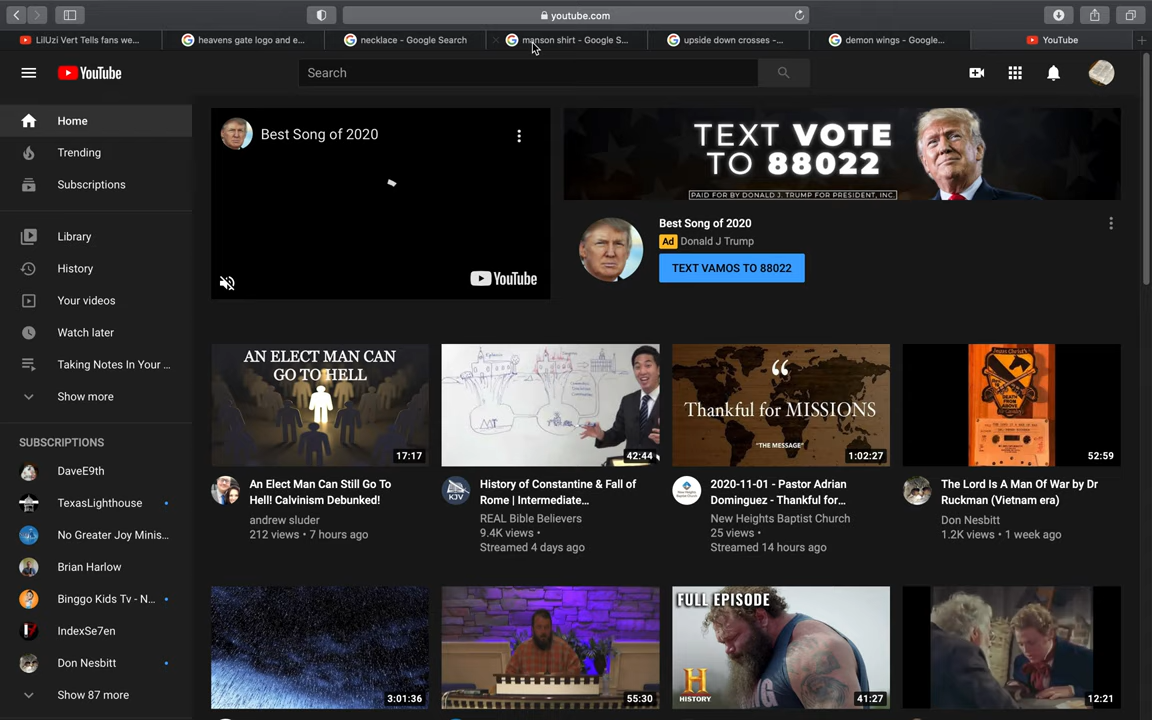 youtube.com
LilUzi Vert Tells fans we...
heavens gate logo and e...
necklace - Google Search
manson shirt - Google S...
upside down crosses -...
demon wings - Google...
YouTube
YouTube
Search
Home
Trending
Subscriptions
Library
History
Your videos
Watch later
Taking Notes In Your ...
Show more
SUBSCRIPTIONS
DaveE9th
TexasLighthouse
No Greater Joy Minis...
Brian Harlow
Binggo Kids Tv - N...
IndexSe7en
Don Nesbitt
Show 87 more
Best Song of 2020
YouTube
TEXT VOTE
TO 88022
PAID FOR BY DONALD J. TRUMP FOR PRESIDENT, INC.
Best Song of 2020
Ad Donald J Trump
TEXT VAMOS TO 88022
AN ELECT MAN CAN
GO TO HELL
17:17
An Elect Man Can Still Go To
Hell! Calvinism Debunked!
andrew sluder
212 views • 7 hours ago
42:44
KJV
History of Constantine & Fall of
Rome | Intermediate...
REAL Bible Believers
9.4K views •
Streamed 4 days ago
“
Thankful for MISSIONS
"THE MESSAGE"
1:02:27
2020-11-01 - Pastor Adrian
Dominguez - Thankful for...
New Heights Baptist Church
25 views •
Streamed 14 hours ago
DEATH
FROM ABOVE
52:59
The Lord Is A Man Of War by Dr
Ruckman (Vietnam era)
Don Nesbitt
1.2K views • 1 week ago
3:01:36
55:30
FULL EPISODE
H
HISTORY
41:27
12:21